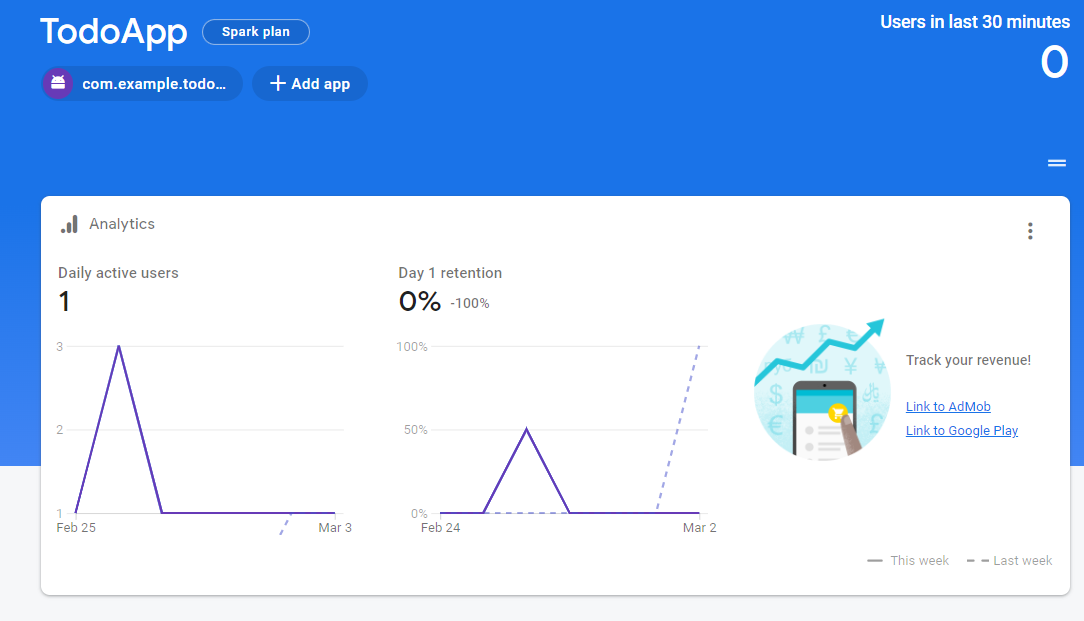 TodoApp
Spark plan
Users in last 30 minutes
0
com.example.todo...
Add app
Analytics
Daily active users
1
3
2
1
Feb 25
Mar 3
Day 1 retention
0% -100%
100%
50%
0%
Feb 24
Mar 2
Track your revenue!
Link to AdMob
Link to Google Play
This week
Last week